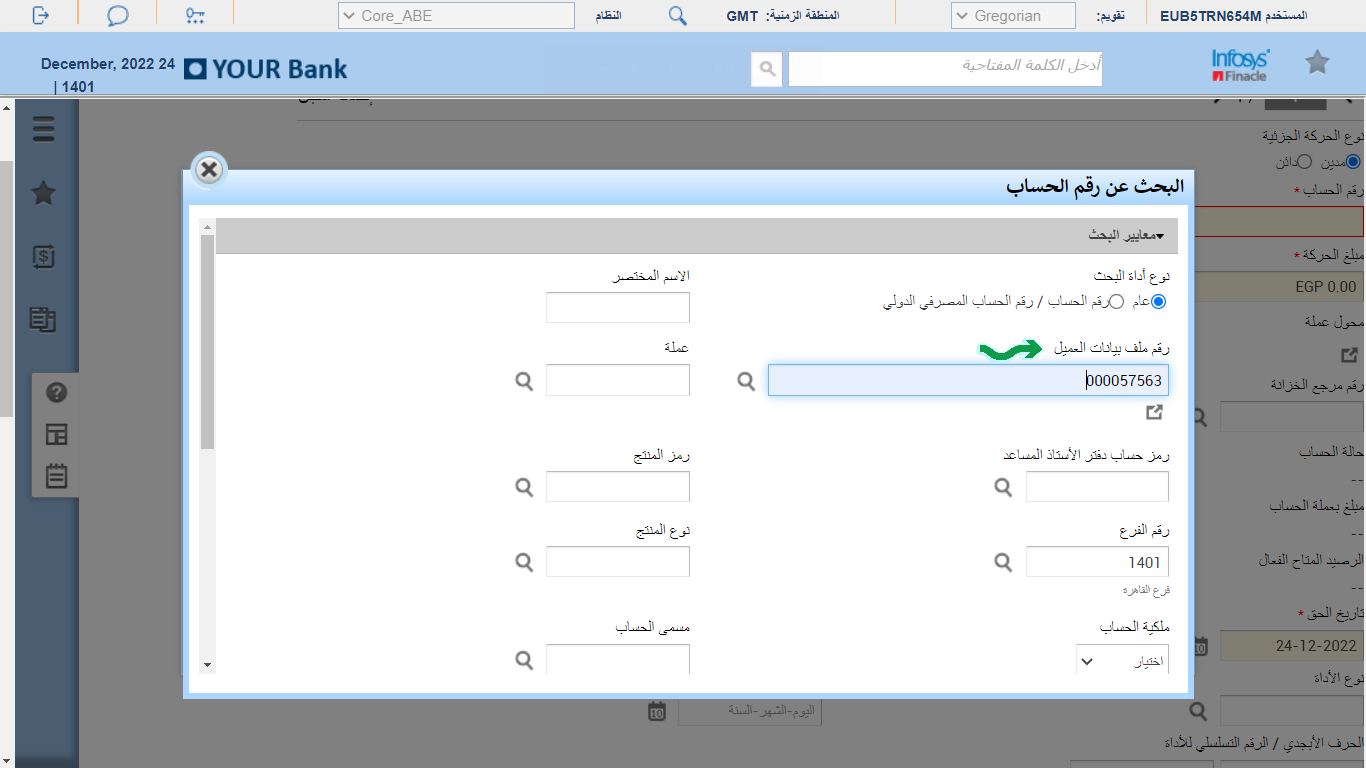 المستخدم EUB5TRN654M
تقويم: Gregorian
المنطقة الزمنية: GMT
النظام Core_ABE
Infosys
Finacle
أدخل الكلمة المفتاحية
YOUR Bank
December, 2022 24
| 1401
نوع الحركة الجزئية
مدين دائن
رقم الحساب *
مبلغ الحركة *
EGP 0.00
محول عملة
رقم مرجع الخزانة
حالة الحساب
--
مبلغ بعملة الحساب
--
الرصيد المتاح الفعال
--
تاريخ الحق *
24-12-2022
10
نوع الأداة
اليوم-الشهر-السنة
10
الحرف الأبجدي / الرقم التسلسلي للأداة
البحث عن رقم الحساب
معايير البحث
نوع أداة البحث
عام رقم الحساب / رقم الحساب المصرفي الدولي
الاسم المختصر
رقم ملف بيانات العميل
000057563
عملة
رمز حساب دفتر الأستاذ المساعد
رمز المنتج
رقم الفرع
1401
فرع القاهرة
نوع المنتج
ملكية الحساب
اختيار
مسمى الحساب